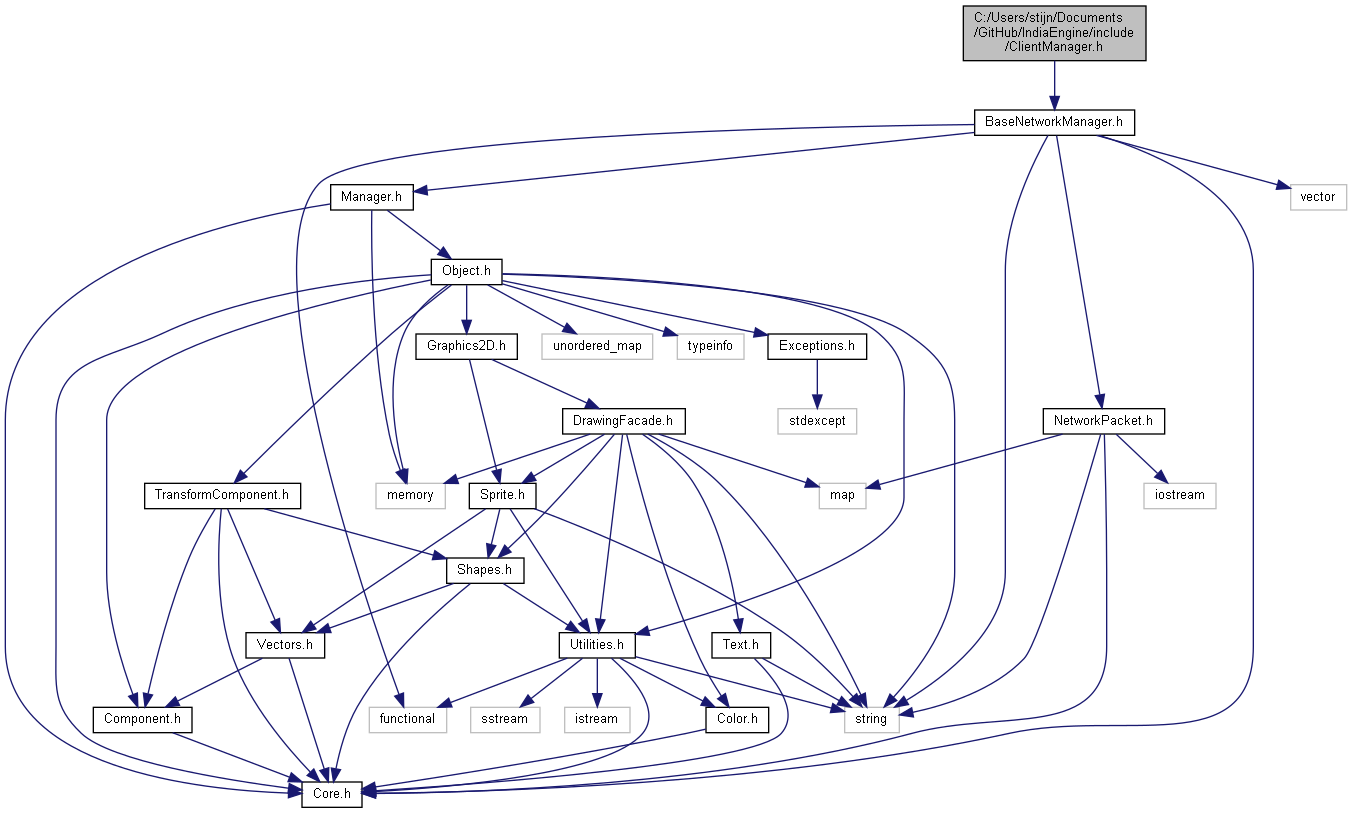 C:/Users/stijn/Documents
/GitHub/IndiaEngine/include
/ClientManager.h
BaseNetworkManager.h
Manager.h
vector
Object.h
Graphics2D.h
unordered_map
typeinfo
Exceptions.h
DrawingFacade.h
stdexcept
NetworkPacket.h
TransformComponent.h
memory
Sprite.h
map
iostream
Shapes.h
Vectors.h
Utilities.h
Text.h
Component.h
functional
sstream
istream
Color.h
string
Core.h